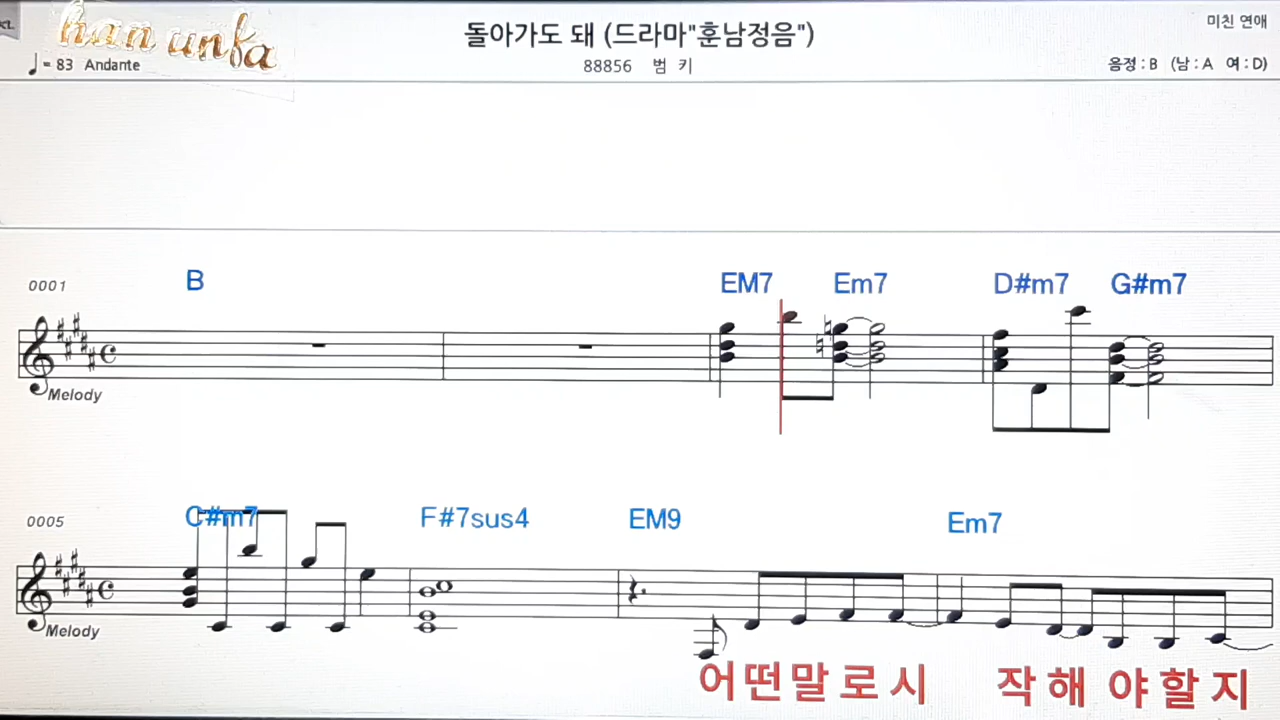 han unfa
돌아가도 돼 (드라마"훈남정음")
미친 연애
♩= 83 Andante
88856 범 키
음정 : B (남 : A 여 : D)
0001 B EM7 Em7 D#m7 G#m7
Melody
0005 C#m7 F#7sus4 EM9 Em7
Melody
어떤말로시 작해 야할지